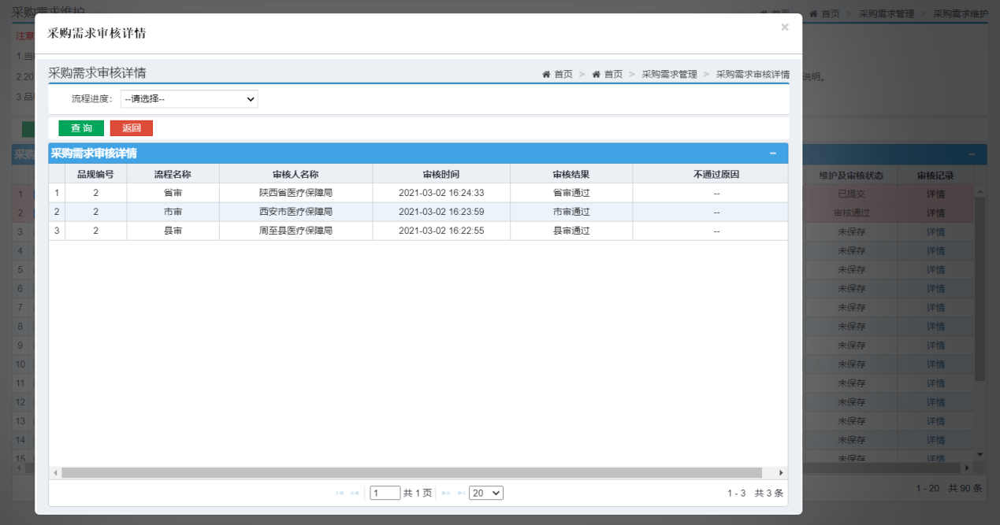 采购需求维护
首页 > 采购需求管理 > 采购需求维护
采购需求审核详情
×
采购需求审核详情
首页 > 首页 > 采购需求管理 > 采购需求审核详情
流程进度： --请选择--
查询 返回
采购需求审核详情
品规编号 流程名称 审核人名称 审核时间 审核结果 不通过原因
1 2 省审 陕西省医疗保障局 2021-03-02 16:24:33 省审通过 --
2 2 市审 西安市医疗保障局 2021-03-02 16:23:59 市审通过 --
3 2 县审 周至县医疗保障局 2021-03-02 16:22:55 县审通过 --
1 共 1 页 20
1 - 3 共 3 条
注意
1.当
2.20
说明。
3.品
采购
维护及审核状态 审核记录
1 已提交 详情
2 审核通过 详情
3 未保存 详情
4 未保存 详情
5 未保存 详情
6 未保存 详情
7 未保存 详情
8 未保存 详情
9 未保存 详情
10 未保存 详情
11 未保存 详情
12 未保存 详情
13 未保存 详情
14 未保存 详情
15 未保存 详情
1 - 20 共 90 条